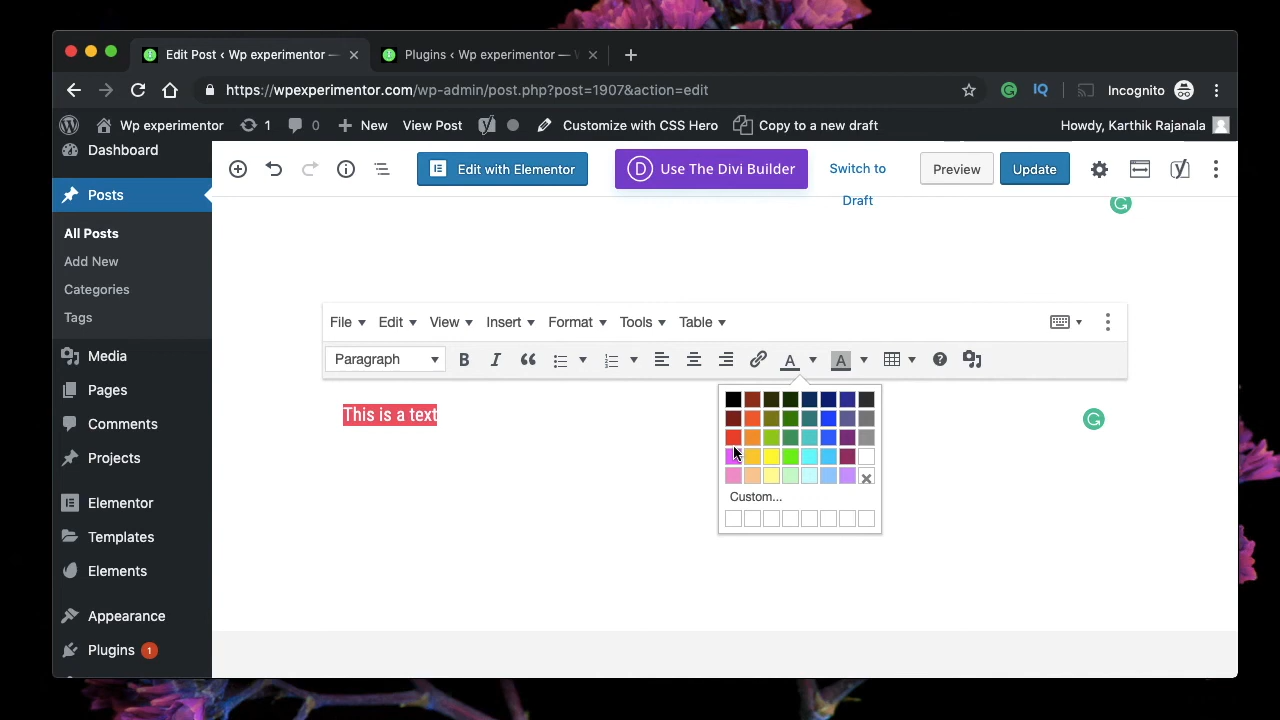 Edit Post ‹ Wp experimentor —
Plugins ‹ Wp experimentor —
https://wpexperimentor.com/wp-admin/post.php?post=1907&action=edit
IQ
Incognito
Wp experimentor
1
0
New
View Post
Customize with CSS Hero
Copy to a new draft
Howdy, Karthik Rajanala
Dashboard
Posts
All Posts
Add New
Categories
Tags
Media
Pages
Comments
Projects
Elementor
Templates
Elements
Appearance
Plugins 1
Edit with Elementor
D Use The Divi Builder
Switch to
Draft
Preview
Update
File
Edit
View
Insert
Format
Tools
Table
Paragraph
B
I
A
A
This is a text
Custom...